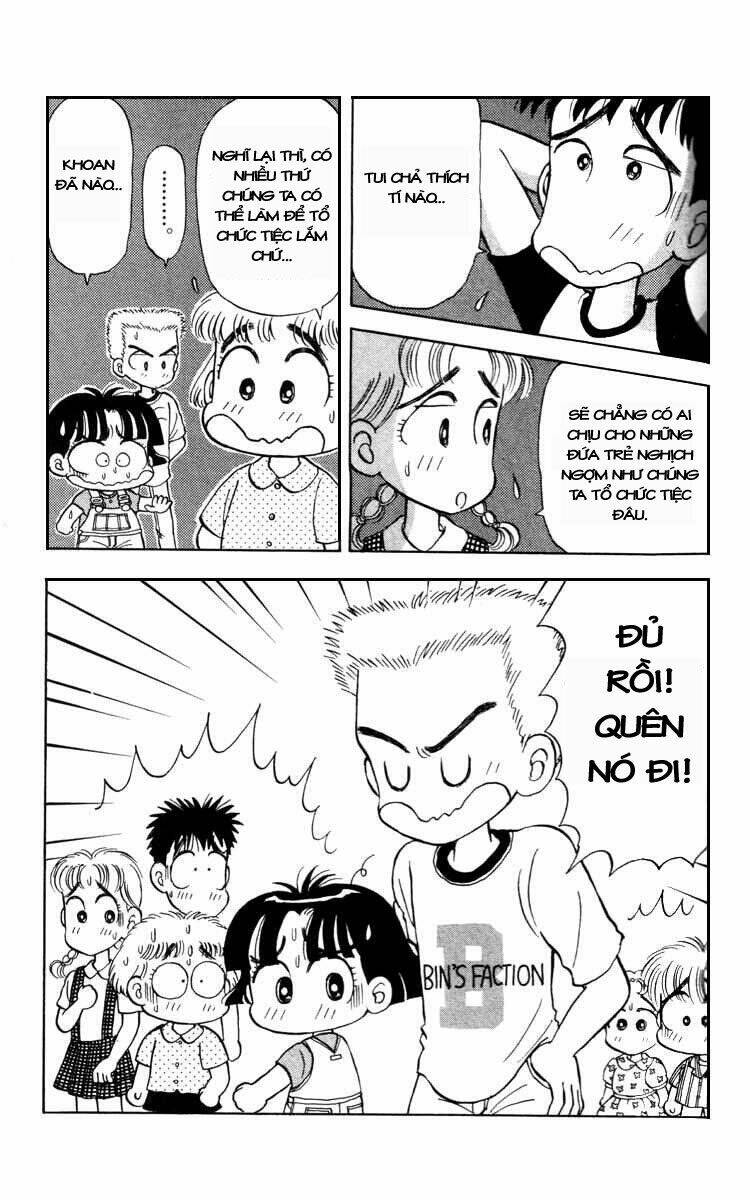 TUI CHẢ THÍCH
TÍ NÀO...
SẼ CHẲNG CÓ AI
CHỊU CHO NHỮNG
ĐỨA TRẺ NGHỊCH
NGỢM NHƯ CHÚNG
TA TỔ CHỨC TIỆC
ĐÂU.
NGHĨ LẠI THÌ, CÓ
NHIỀU THỨ
CHÚNG TA CÓ
THỂ LÀM ĐỂ TỔ
CHỨC TIỆC LẮM
CHỨ...
.........
KHOAN
ĐÃ NÀO...
ĐỦ
RỒI!
QUÊN
NÓ ĐI!
B
BIN'S FACTION